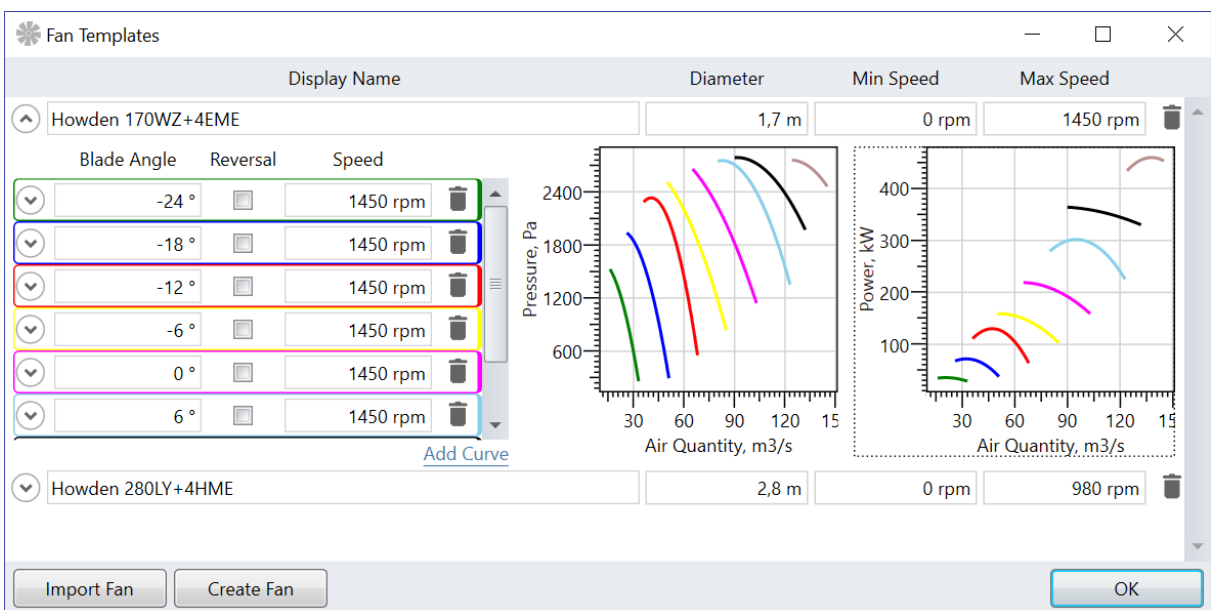 Fan Templates
Display Name Diameter Min Speed Max Speed
Howden 170WZ+4EME 1,7 m 0 rpm 1450 rpm
Blade Angle Reversal Speed
-24 ° 1450 rpm
-18 ° 1450 rpm
-12 ° 1450 rpm
-6 ° 1450 rpm
0 ° 1450 rpm
6 ° 1450 rpm
Add Curve
Pressure, Pa
2400
1800
1200
600
30 60 90 120 15
Air Quantity, m3/s
Power, kW
400
300
200
100
30 60 90 120 15
Air Quantity, m3/s
Howden 280LY+4HME 2,8 m 0 rpm 980 rpm
Import Fan Create Fan OK